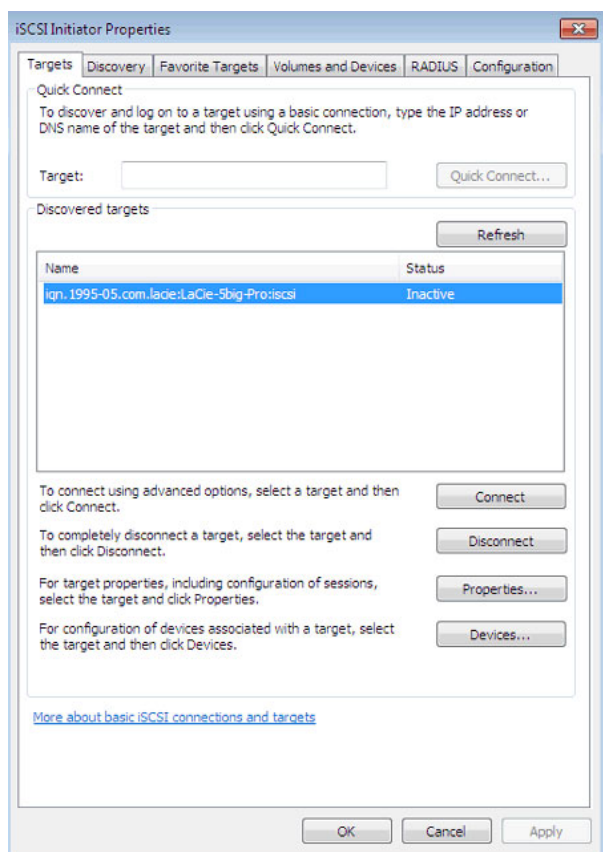 iSCSI Initiator Properties
Targets Discovery Favorite Targets Volumes and Devices RADIUS Configuration
Quick Connect
To discover and log on to a target using a basic connection, type the IP address or
DNS name of the target and then click Quick Connect.
Target:
Quick Connect...
Discovered targets
Refresh
Name Status
iqn.1995-05.com.lacie:LaCie-5big-Pro:iscsi Inactive
To connect using advanced options, select a target and then
click Connect.
Connect
To completely disconnect a target, select the target and
then click Disconnect.
Disconnect
For target properties, including configuration of sessions,
select the target and click Properties.
Properties...
For configuration of devices associated with a target, select
the target and then click Devices.
Devices...
More about basic iSCSI connections and targets
OK Cancel Apply